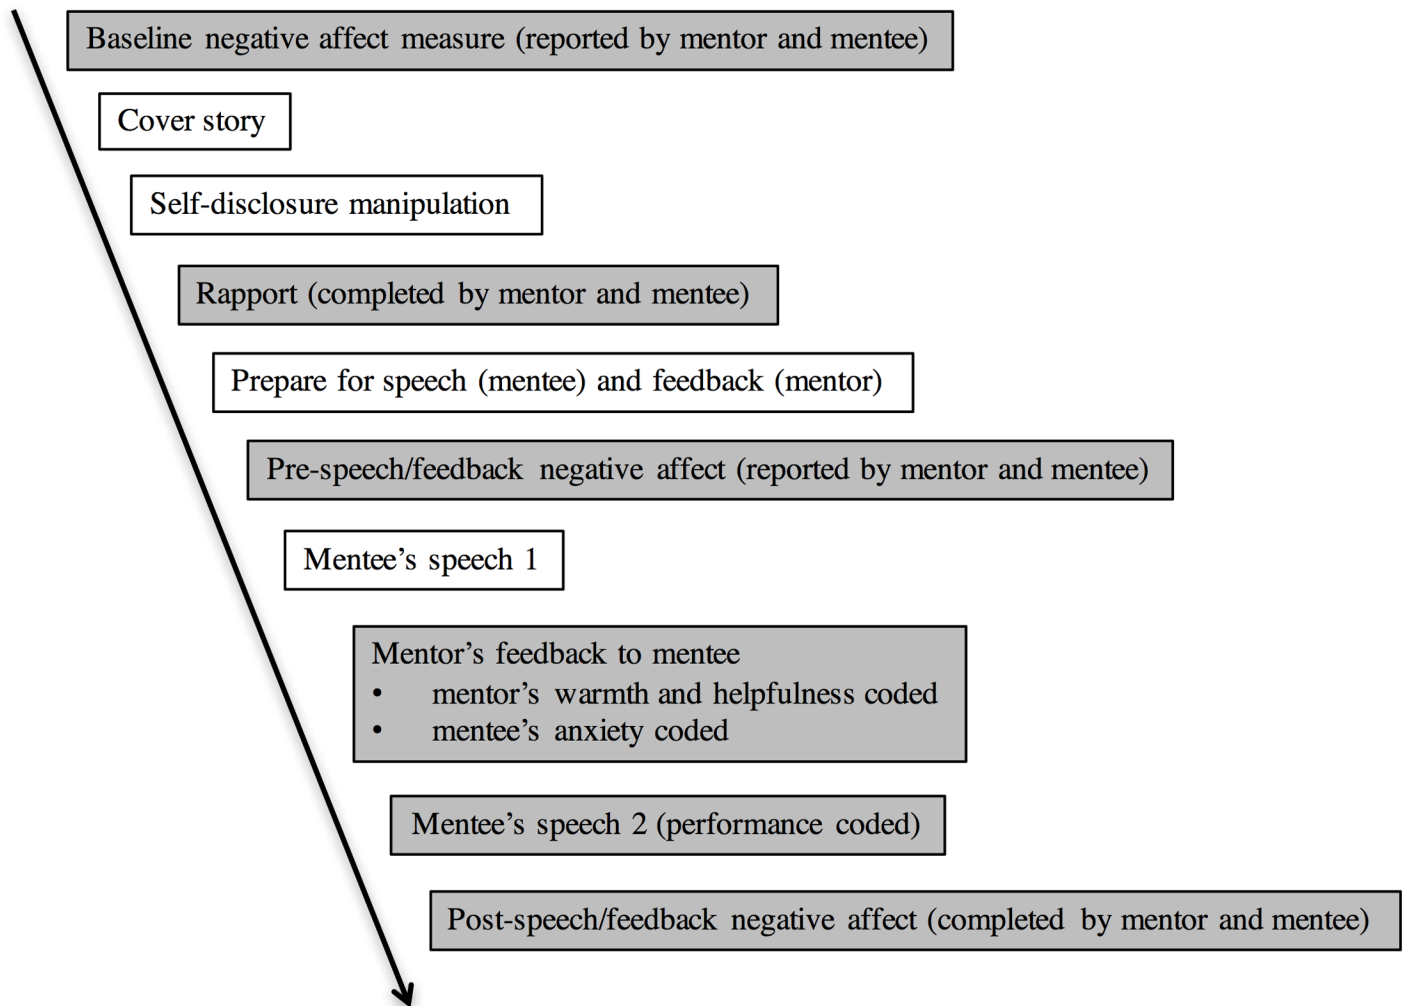 Baseline negative affect measure (reported by mentor and mentee)
Cover story
Self-disclosure manipulation
Rapport (completed by mentor and mentee)
Prepare for speech (mentee) and feedback (mentor)
Pre-speech/feedback negative affect (reported by mentor and mentee)
Mentee’s speech 1
Mentor’s feedback to mentee
• mentor’s warmth and helpfulness coded
• mentee’s anxiety coded
Mentee’s speech 2 (performance coded)
Post-speech/feedback negative affect (completed by mentor and mentee)